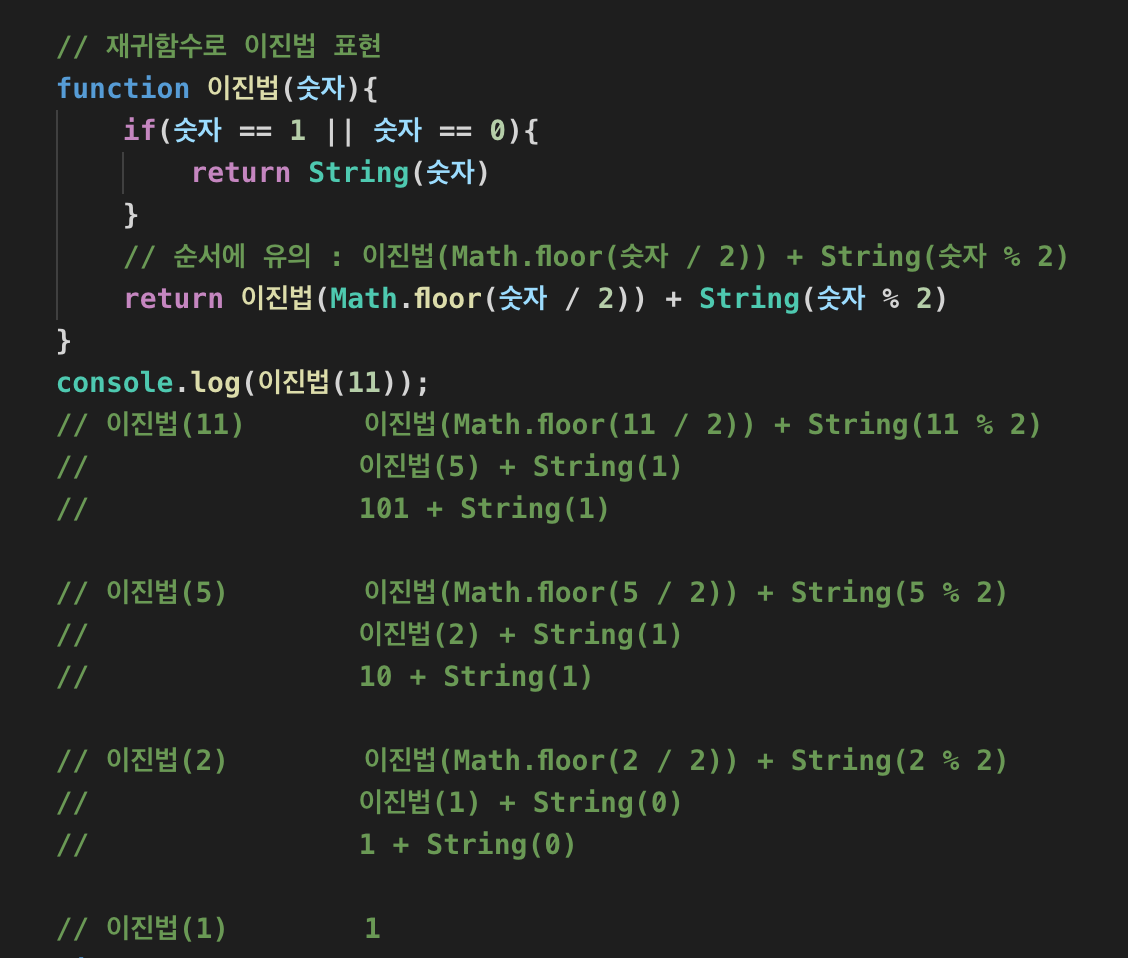 // 재귀함수로 이진법 표현
function 이진법(숫자){
    if(숫자 == 1 || 숫자 == 0){
        return String(숫자)
    }
    // 순서에 유의 : 이진법(Math.floor(숫자 / 2)) + String(숫자 % 2)
    return 이진법(Math.floor(숫자 / 2)) + String(숫자 % 2)
}
console.log(이진법(11));
// 이진법(11)       이진법(Math.floor(11 / 2)) + String(11 % 2)
//                이진법(5) + String(1)
//                101 + String(1)

// 이진법(5)        이진법(Math.floor(5 / 2)) + String(5 % 2)
//                이진법(2) + String(1)
//                10 + String(1)

// 이진법(2)        이진법(Math.floor(2 / 2)) + String(2 % 2)
//                이진법(1) + String(0)
//                1 + String(0)

// 이진법(1)        1